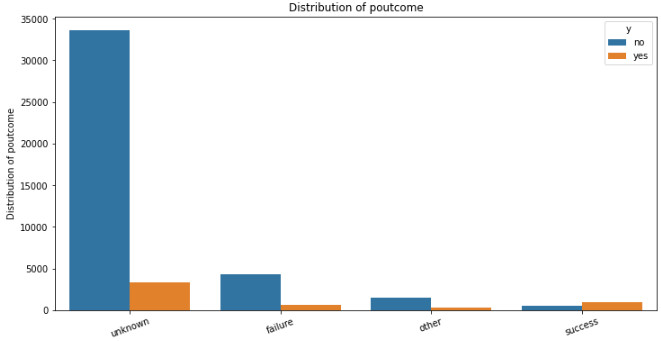 Distribution of poutcome
y
no
yes
Distribution of poutcome
35000
30000
25000
20000
15000
10000
5000
0
unknown
failure
other
success